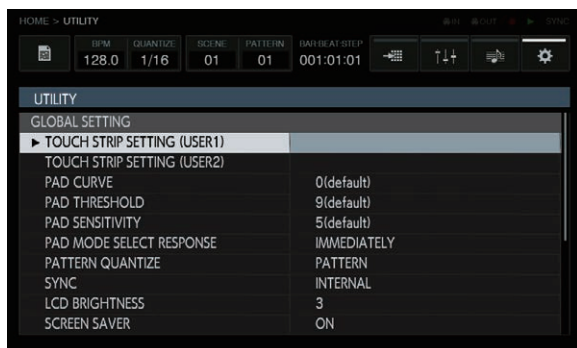 HOME > UTILITY
IN OUT SYNC
BPM QUANTIZE SCENE PATTERN BAR:BEAT:STEP
128.0 1/16 01 01 001:01:01
UTILITY
GLOBAL SETTING
TOUCH STRIP SETTING (USER1)
TOUCH STRIP SETTING (USER2)
PAD CURVE 0(default)
PAD THRESHOLD 9(default)
PAD SENSITIVITY 5(default)
PAD MODE SELECT RESPONSE IMMEDIATELY
PATTERN QUANTIZE PATTERN
SYNC INTERNAL
LCD BRIGHTNESS 3
SCREEN SAVER ON